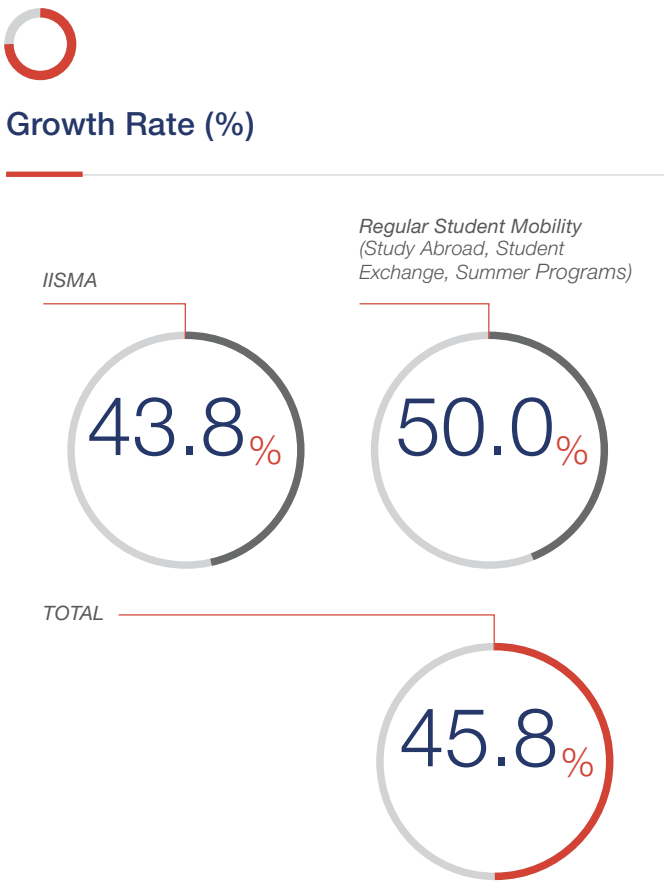 Growth Rate (%)
IISMA
Regular Student Mobility
(Study Abroad, Student
Exchange, Summer Programs)
43.8%
50.0%
TOTAL
45.8%